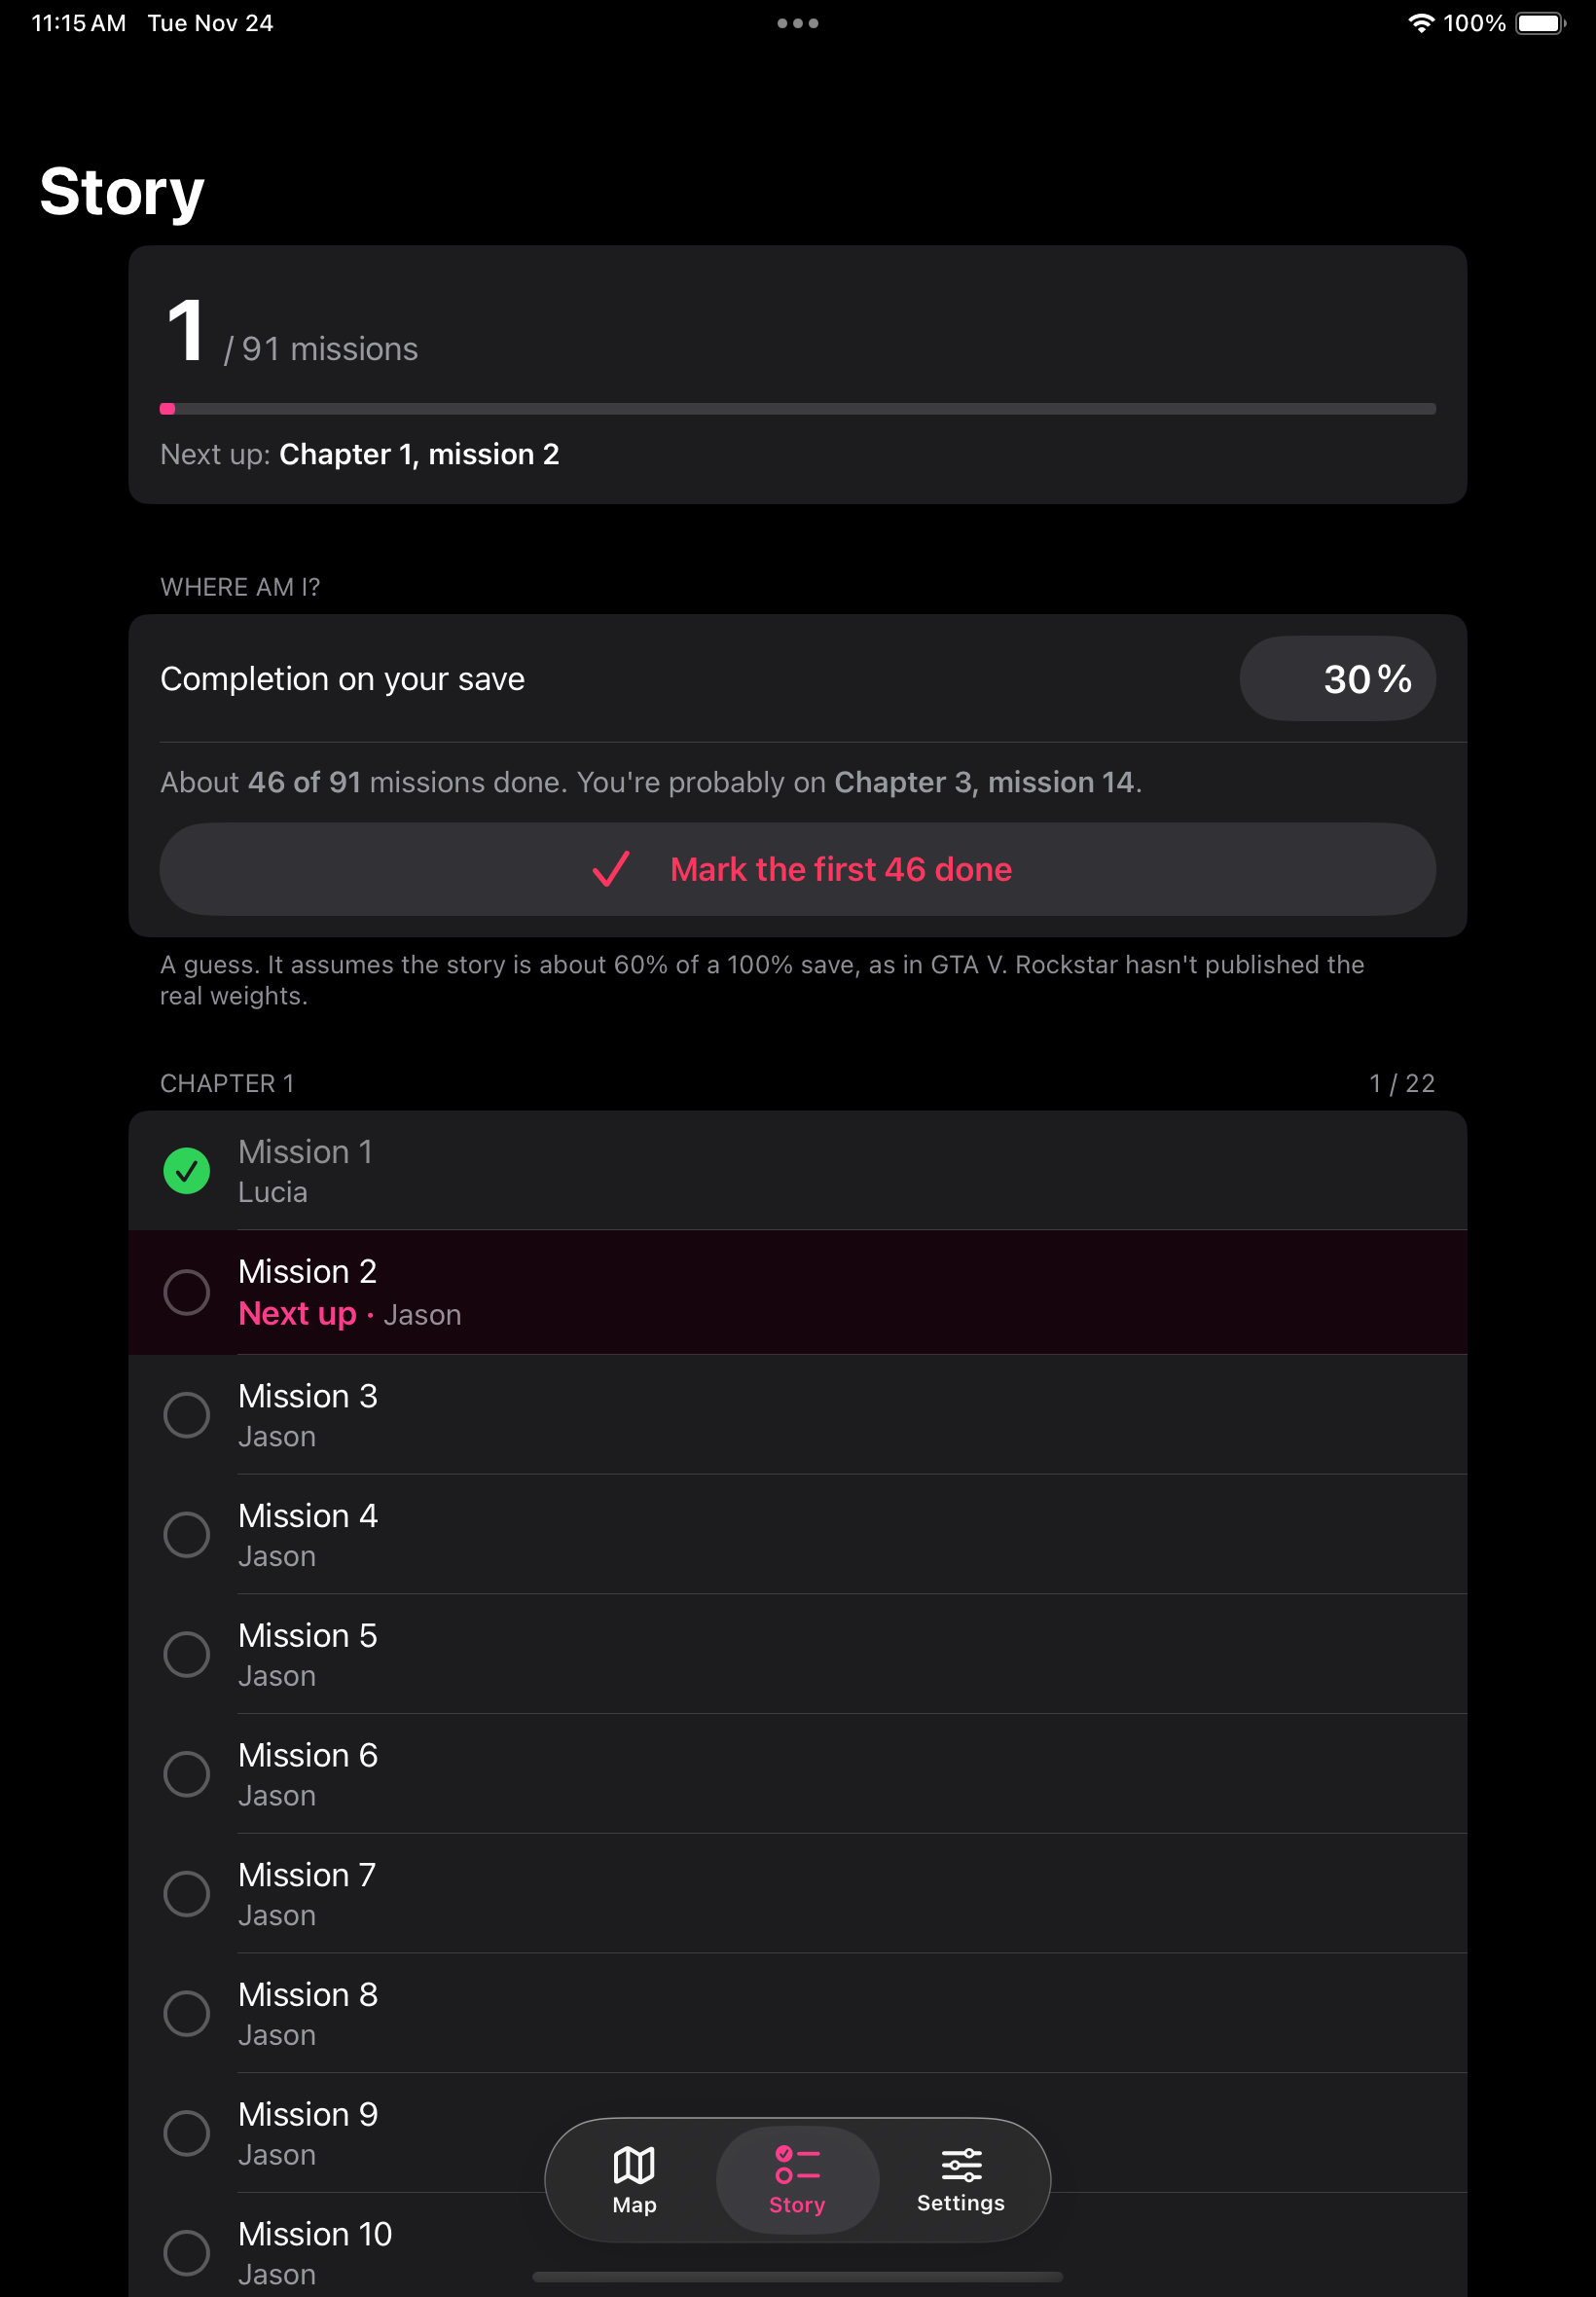 11:15 AM Tue Nov 24
100%
Story
1 / 91 missions
Next up: Chapter 1, mission 2
WHERE AM I?
Completion on your save
30 %
About 46 of 91 missions done. You're probably on Chapter 3, mission 14.
Mark the first 46 done
A guess. It assumes the story is about 60% of a 100% save, as in GTA V. Rockstar hasn't published the
real weights.
CHAPTER 1
1 / 22
Mission 1
Lucia
Mission 2
Next up · Jason
Mission 3
Jason
Mission 4
Jason
Mission 5
Jason
Mission 6
Jason
Mission 7
Jason
Mission 8
Jason
Mission 9
Jason
Mission 10
Jason
Map
Story
Settings